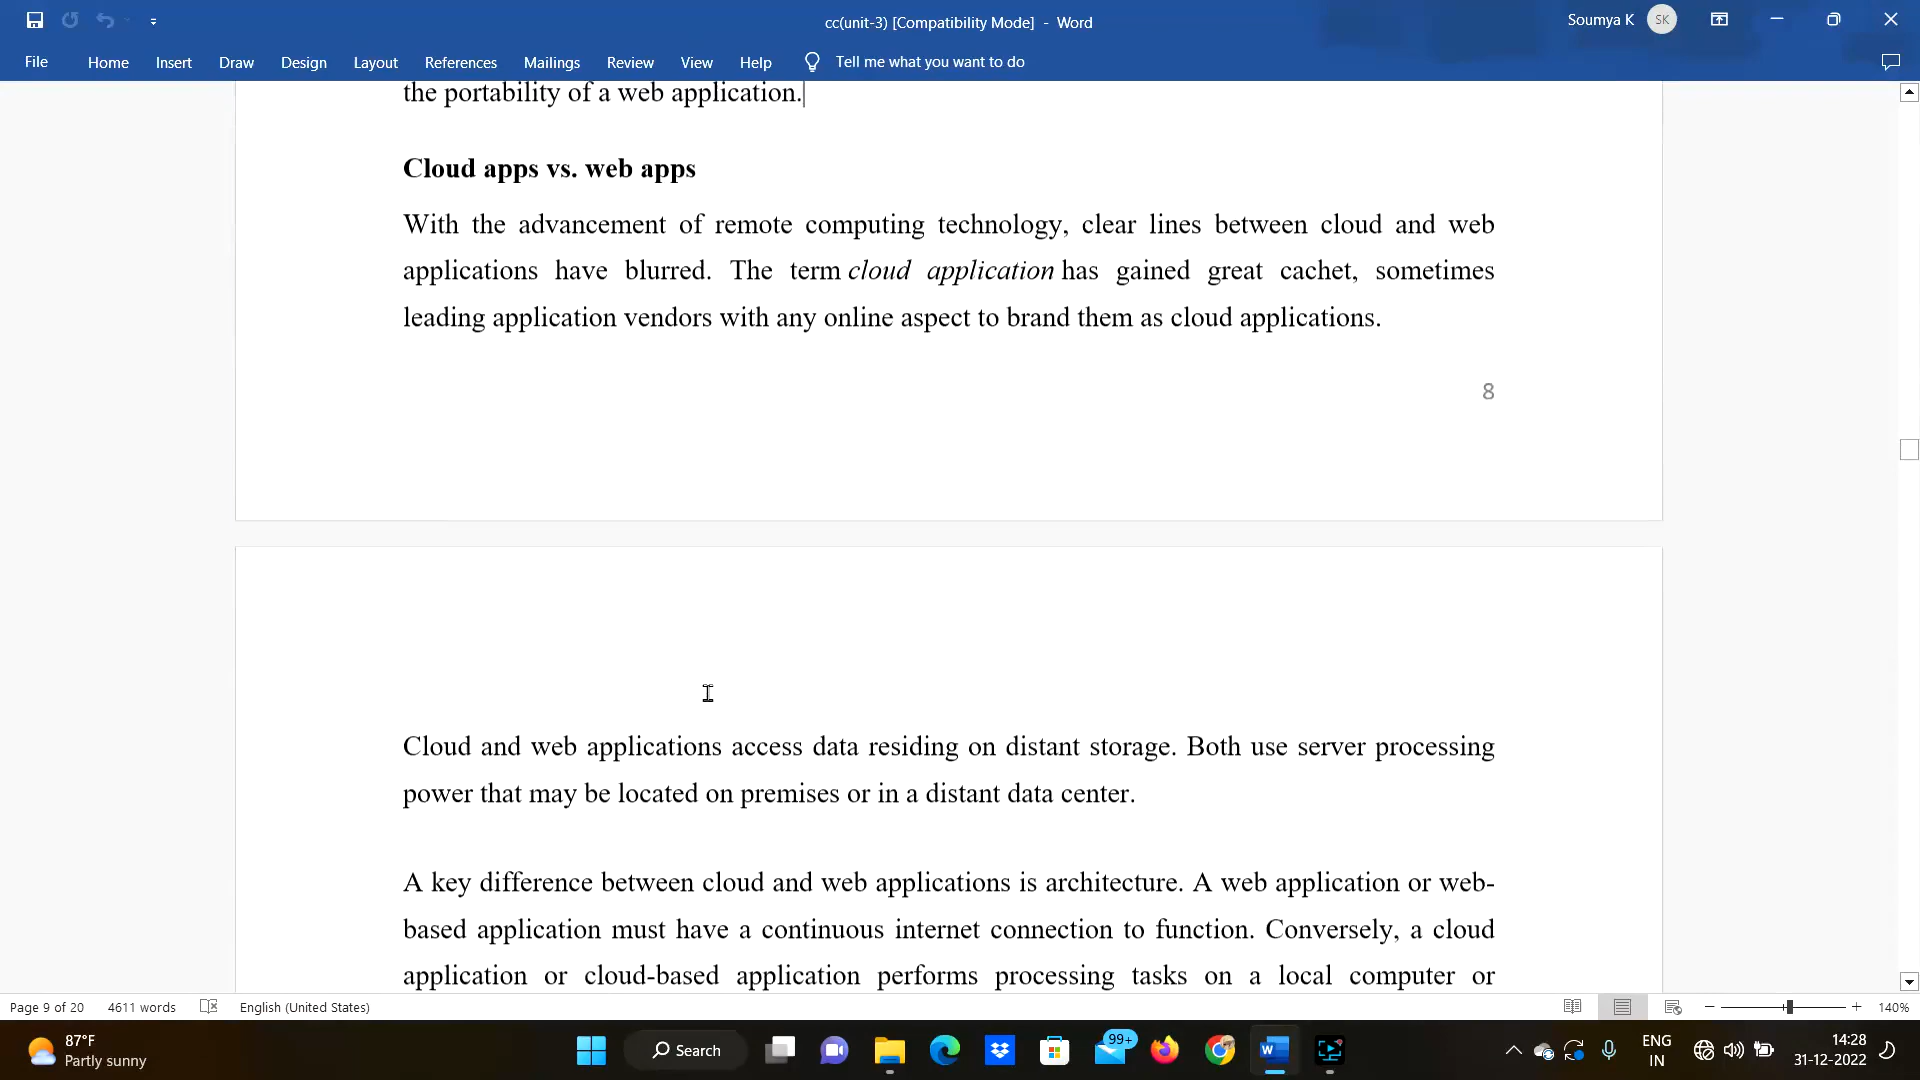 cc(unit-3) [Compatibility Mode] - Word
Soumya K
SK
File
Home
Insert
Draw
Design
Layout
References
Mailings
Review
View
Help
Tell me what you want to do
the portability of a web application.
Cloud apps vs. web apps
With the advancement of remote computing technology, clear lines between cloud and web
applications have blurred. The term cloud application has gained great cachet, sometimes
leading application vendors with any online aspect to brand them as cloud applications.
8
Cloud and web applications access data residing on distant storage. Both use server processing
power that may be located on premises or in a distant data center.
A key difference between cloud and web applications is architecture. A web application or web-
based application must have a continuous internet connection to function. Conversely, a cloud
application or cloud-based application performs processing tasks on a local computer or
Page 9 of 20
4611 words
English (United States)
140%
87°F
Partly sunny
Search
99+
ENG
IN
14:28
31-12-2022